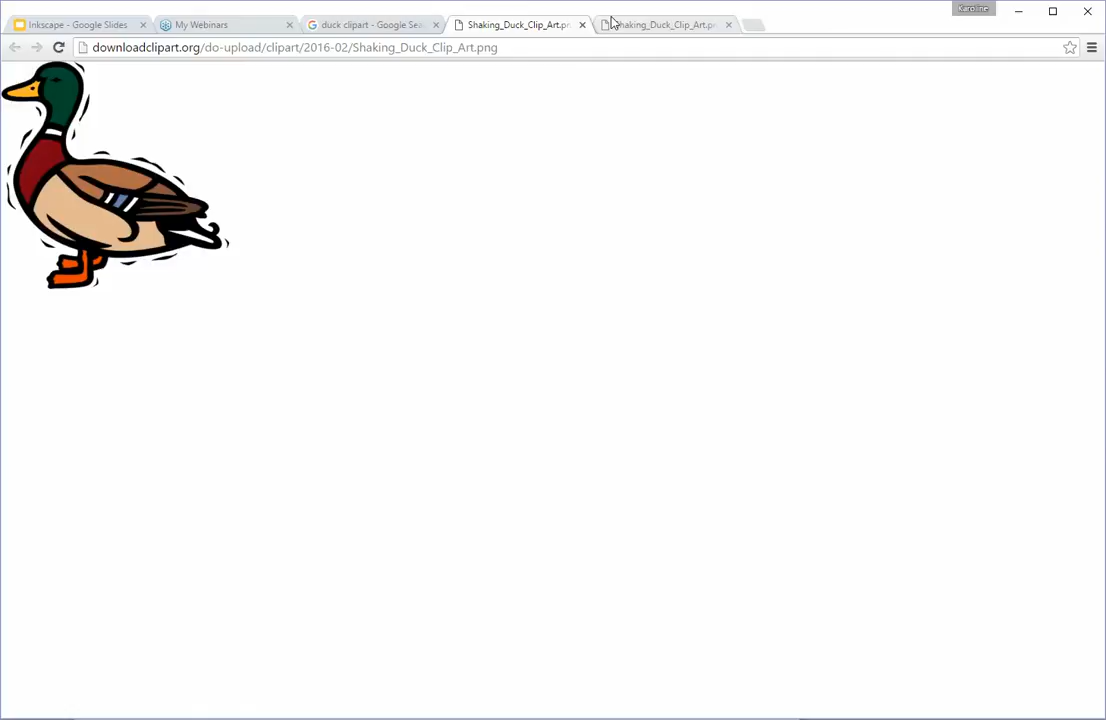 Karoline
Inkscape - Google Slides
My Webinars
duck clipart - Google Sea
Shaking_Duck_Clip_Art.pn
Shaking_Duck_Clip_Art.p
downloadclipart.org/do-upload/clipart/2016-02/Shaking_Duck_Clip_Art.png